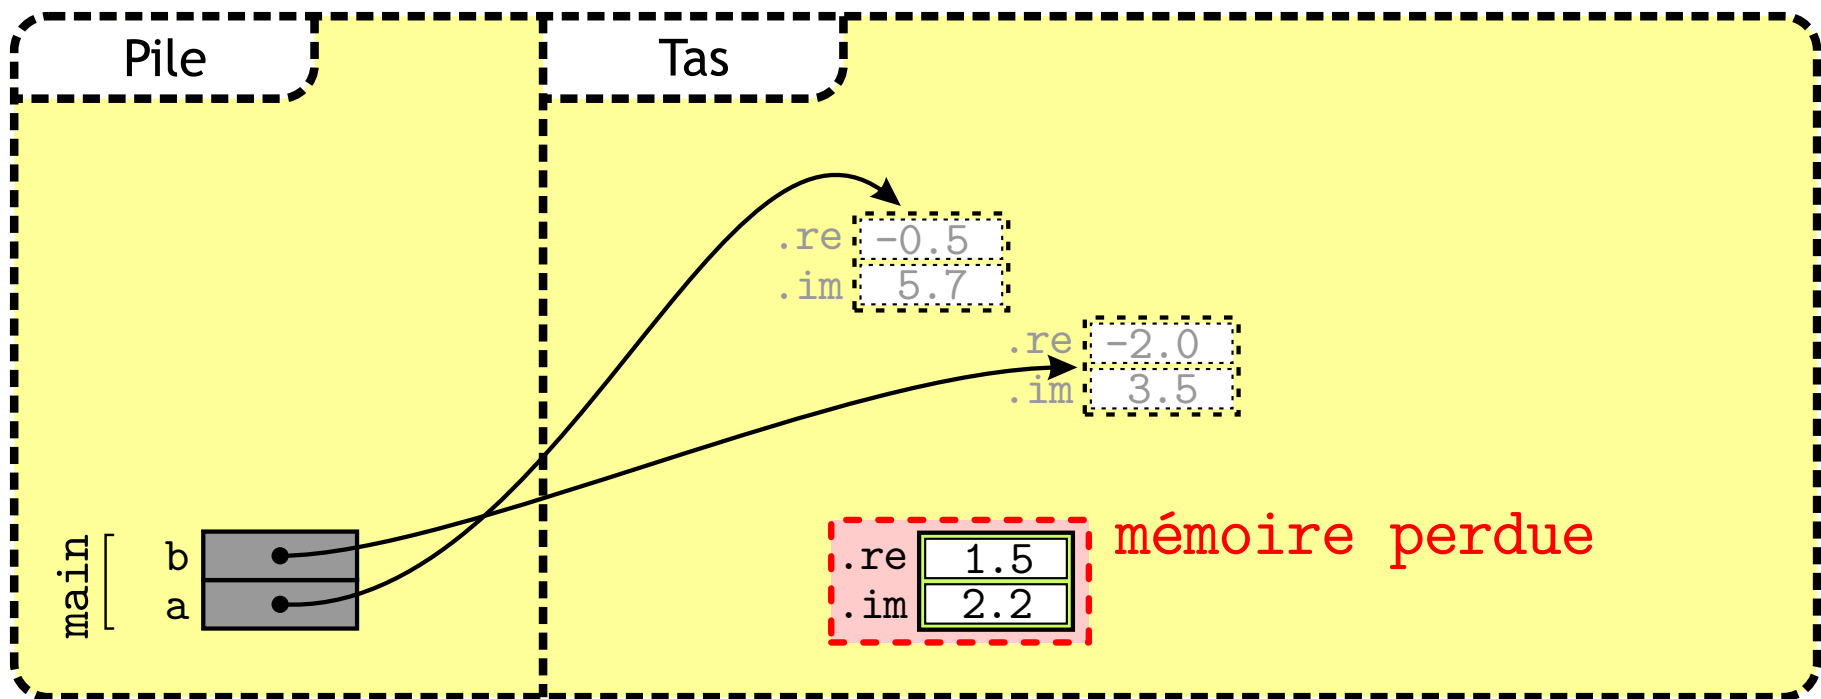 Pile
Tas
.re -0.5
.im 5.7
.re -2.0
.im 3.5
main
b
a
.re 1.5
.im 2.2
mémoire perdue